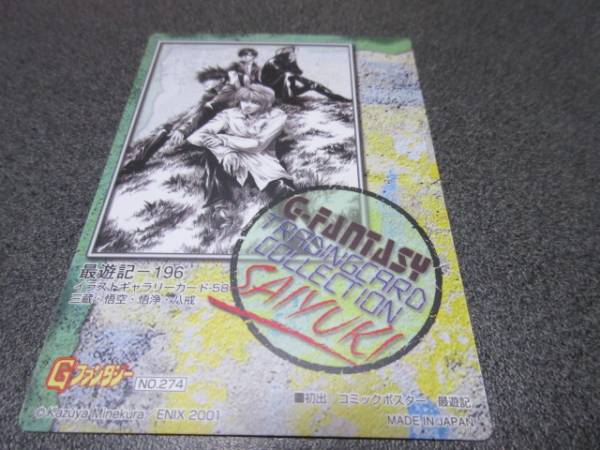 G-FANTASY
TRADINGCARD
COLLECTION
SAIYUKI
最遊記－196
イラストギャラリーカード-58
三蔵・悟空・悟浄・八戒
Gファンタジー NO.274
©Kazuya Minekura ENIX 2001
■初出 コミックポスター 最遊記
MADE IN JAPAN